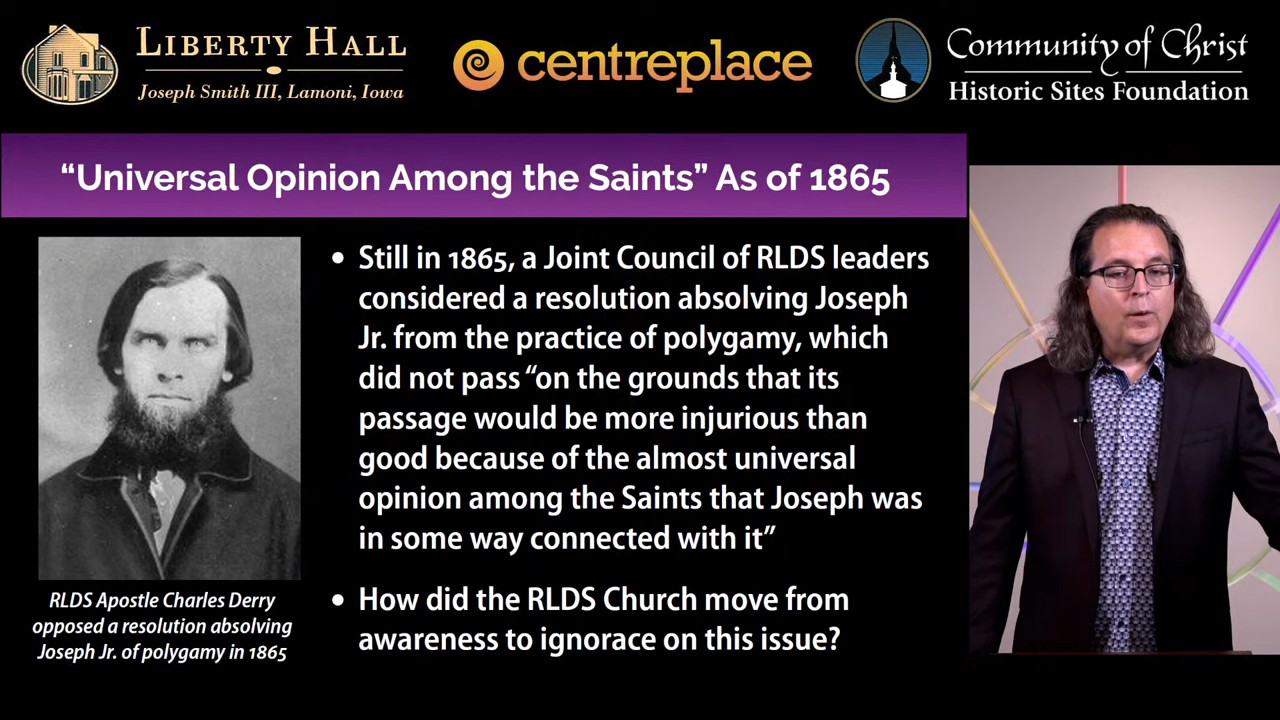 LIBERTY HALL
Joseph Smith III, Lamoni, Iowa
centreplace
Community of Christ
Historic Sites Foundation
“Universal Opinion Among the Saints” As of 1865
• Still in 1865, a Joint Council of RLDS leaders
considered a resolution absolving Joseph
Jr. from the practice of polygamy, which
did not pass “on the grounds that its
passage would be more injurious than
good because of the almost universal
opinion among the Saints that Joseph was
in some way connected with it”
• How did the RLDS Church move from
awareness to ignorace on this issue?
RLDS Apostle Charles Derry
opposed a resolution absolving
Joseph Jr. of polygamy in 1865